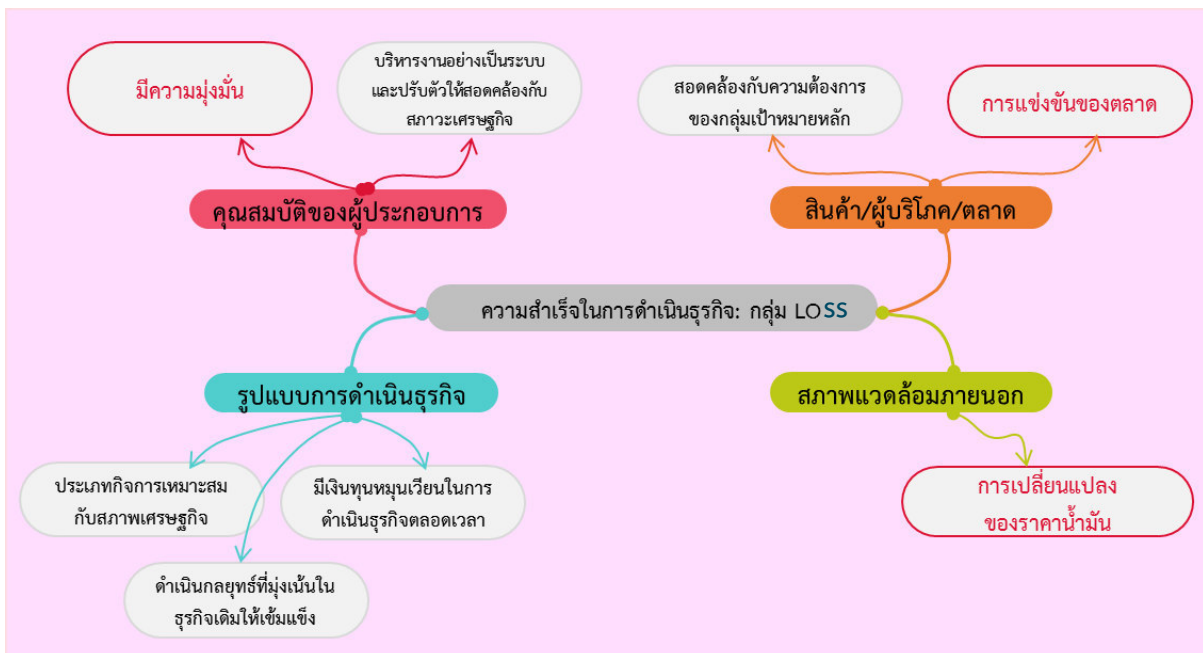 มีความมุ่งมั่น
บริหารงานอย่างเป็นระบบ
และปรับตัวให้สอดคล้องกับ
สภาวะเศรษฐกิจ
สอดคล้องกับความต้องการ
ของกลุ่มเป้าหมายหลัก
การแข่งขันของตลาด
คุณสมบัติของผู้ประกอบการ
สินค้า/ผู้บริโภค/ตลาด
ความสำเร็จในการดำเนินธุรกิจ: กลุ่ม LOSS
รูปแบบการดำเนินธุรกิจ
สภาพแวดล้อมภายนอก
ประเภทกิจการเหมาะสม
กับสภาพเศรษฐกิจ
มีเงินทุนหมุนเวียนในการ
ดำเนินธุรกิจตลอดเวลา
การเปลี่ยนแปลง
ของราคาน้ำมัน
ดำเนินกลยุทธ์ที่มุ่งเน้นใน
ธุรกิจเดิมให้เข้มแข็ง